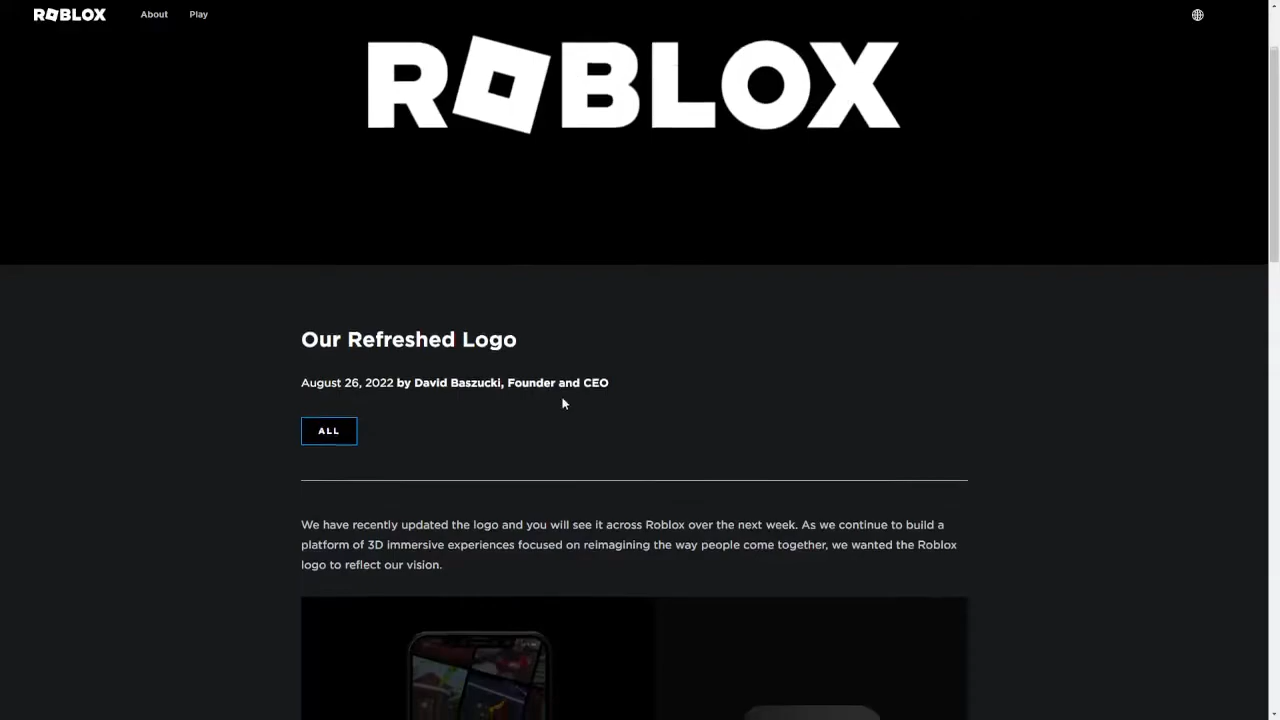 ROBLOX About Play
ROBLOX
Our Refreshed Logo
August 26, 2022 by David Baszucki, Founder and CEO
ALL
We have recently updated the logo and you will see it across Roblox over the next week. As we continue to build a
platform of 3D immersive experiences focused on reimagining the way people come together, we wanted the Roblox
logo to reflect our vision.